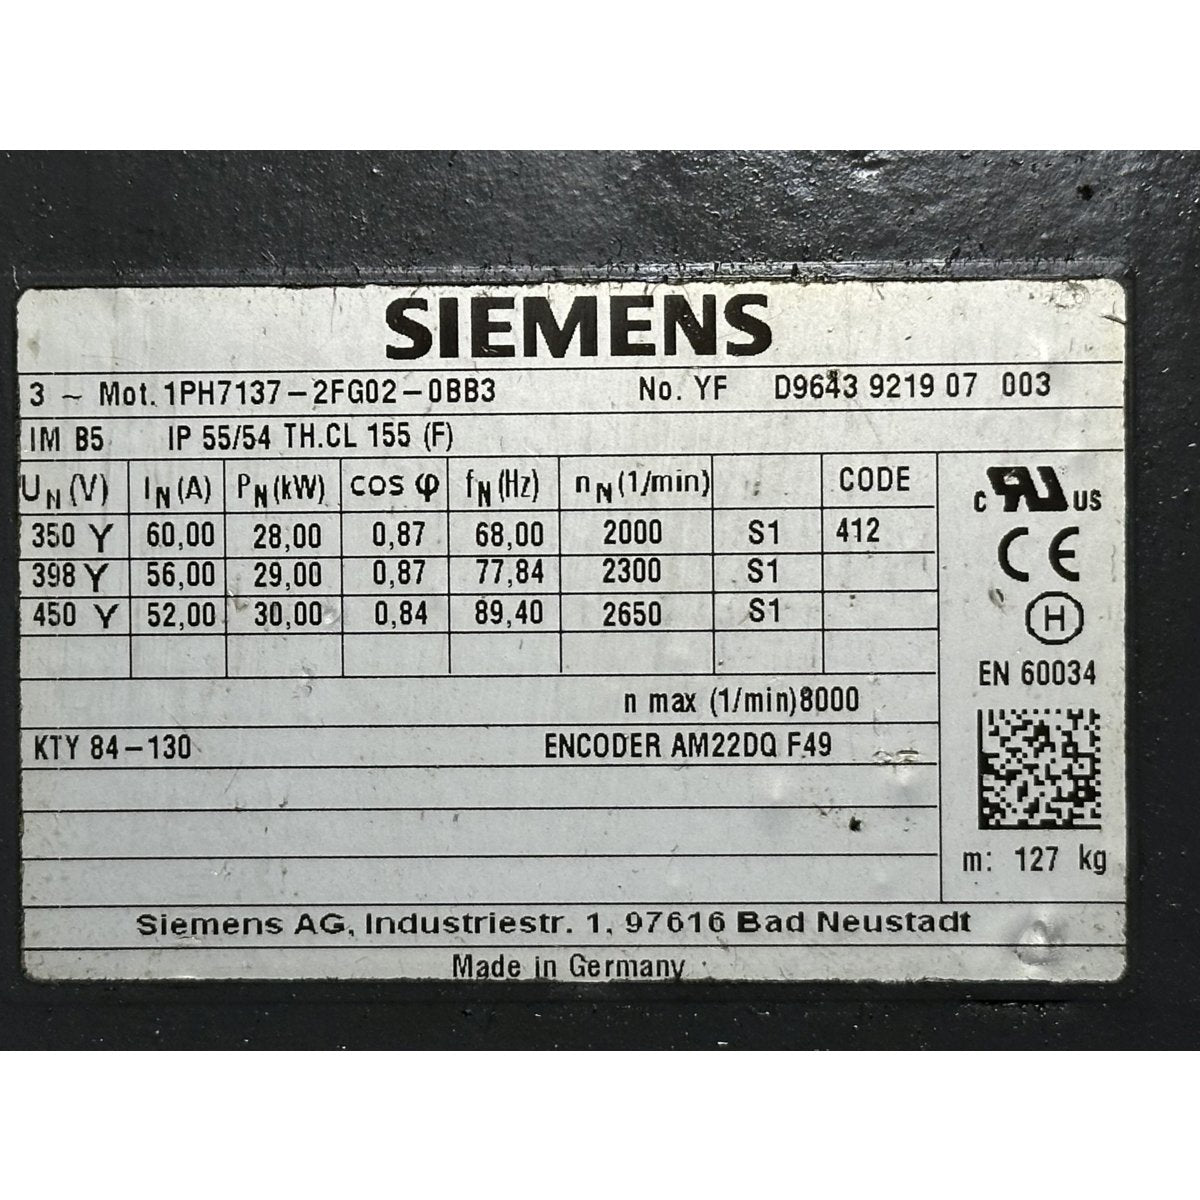 SIEMENS
3 ~ Mot. 1PH7137-2FG02-0BB3 No. YF D9643 9219 07 003
IM B5 IP 55/54 TH.CL 155 (F)
UN (V) IN (A) PN (kW) cos φ fN (Hz) nN (1/min) CODE
350 Y 60,00 28,00 0,87 68,00 2000 S1 412
398 Y 56,00 29,00 0,87 77,84 2300 S1
450 Y 52,00 30,00 0,84 89,40 2650 S1
n max (1/min)8000
KTY 84-130 ENCODER AM22DQ F49
c RU US
CE
H
EN 60034
m: 127 kg
Siemens AG, Industriestr. 1, 97616 Bad Neustadt
Made in Germany